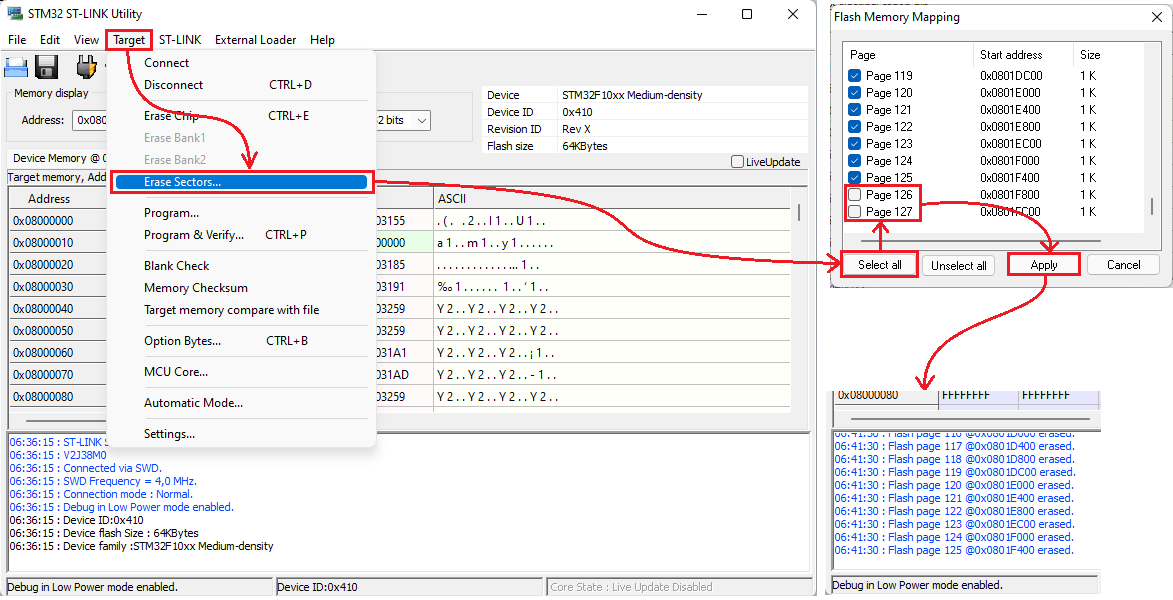 STM32 ST-LINK Utility
File Edit View Target ST-LINK External Loader Help
Memory display
Address: 0x080
2 bits
Device STM32F10xx Medium-density
Device ID 0x410
Revision ID Rev X
Flash size 64KBytes
LiveUpdate
Device Memory @ 0
Target memory, Add
Connect
Disconnect CTRL+D
Erase Chip CTRL+E
Erase Bank1
Erase Bank2
Erase Sectors...
Program...
Program & Verify... CTRL+P
Blank Check
Memory Checksum
Target memory compare with file
Option Bytes... CTRL+B
MCU Core...
Automatic Mode...
Settings...
Address ASCII
0x08000000 03155 .(. .2..I1..U1..
0x08000010 00000 a1..m1..y1......
0x08000020 03185 ................1..
0x08000030 03191 ‰1......1..'1..
0x08000040 03259 Y2..Y2..Y2..Y2..
0x08000050 03259 Y2..Y2..Y2..Y2..
0x08000060 031A1 Y2..Y2..Y2..¡1..
0x08000070 031AD Y2..Y2..Y2..-1..
0x08000080 03259 Y2..Y2..Y2..Y2..
06:36:15 : ST-LINK S
06:36:15 : V2J38M0
06:36:15 : Connected via SWD.
06:36:15 : SWD Frequency = 4,0 MHz.
06:36:15 : Connection mode : Normal.
06:36:15 : Debug in Low Power mode enabled.
06:36:15 : Device ID:0x410
06:36:15 : Device flash Size : 64KBytes
06:36:15 : Device family :STM32F10xx Medium-density
Debug in Low Power mode enabled. Device ID:0x410 Core State : Live Update Disabled
Flash Memory Mapping
Page Start address Size
Page 119 0x0801DC00 1 K
Page 120 0x0801E000 1 K
Page 121 0x0801E400 1 K
Page 122 0x0801E800 1 K
Page 123 0x0801EC00 1 K
Page 124 0x0801F000 1 K
Page 125 0x0801F400 1 K
Page 126 0x0801F800 1 K
Page 127 0x0801FC00 1 K
Select all Unselect all Apply Cancel
0x08000080 FFFFFFFF FFFFFFFF
06:41:30 : Flash page 116 @0x0801D000 erased.
06:41:30 : Flash page 117 @0x0801D400 erased.
06:41:30 : Flash page 118 @0x0801D800 erased.
06:41:30 : Flash page 119 @0x0801DC00 erased.
06:41:30 : Flash page 120 @0x0801E000 erased.
06:41:30 : Flash page 121 @0x0801E400 erased.
06:41:30 : Flash page 122 @0x0801E800 erased.
06:41:30 : Flash page 123 @0x0801EC00 erased.
06:41:30 : Flash page 124 @0x0801F000 erased.
06:41:30 : Flash page 125 @0x0801F400 erased.
Debug in Low Power mode enabled.